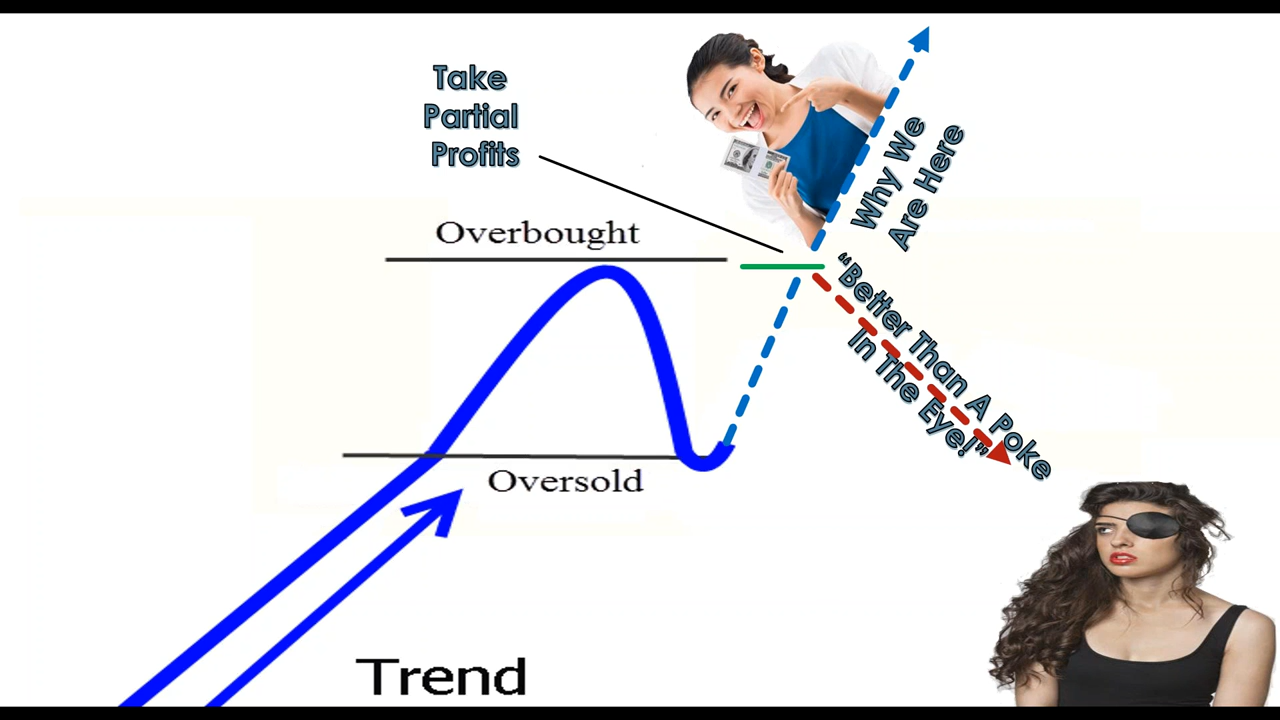 Take
Partial
Profits
Why We
Are Here
Overbought
“Better Than A Poke
In The Eye!”
Oversold
Trend